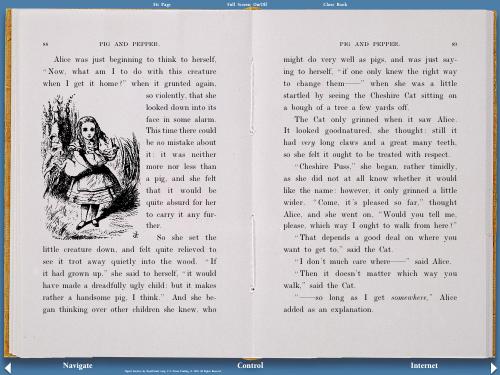 Fit Page
Full Screen On/Off
Close Book
88
PIG AND PEPPER.
Alice was just beginning to think to herself,
"Now, what am I to do with this creature
when I get it home?" when it grunted again,
so violently, that she
looked down into its
face in some alarm.
This time there could
be no mistake about
it: it was neither
more nor less than
a pig, and she felt
that it would be
quite absurd for her
to carry it any fur-
ther.
So she set the
little creature down, and felt quite relieved to
see it trot away quietly into the wood. "If
it had grown up," she said to herself, "it would
have made a dreadfully ugly child: but it makes
rather a handsome pig, I think." And she be-
gan thinking over other children she knew, who
PIG AND PEPPER.
89
might do very well as pigs, and was just say-
ing to herself, "if one only knew the right way
to change them——" when she was a little
startled by seeing the Cheshire Cat sitting on
a bough of a tree a few yards off.
The Cat only grinned when it saw Alice.
It looked goodnatured, she thought: still it
had very long claws and a great many teeth,
so she felt it ought to be treated with respect.
"Cheshire Puss," she began, rather timidly,
as she did not at all know whether it would
like the name: however, it only grinned a little
wider. "Come, it's pleased so far," thought
Alice, and she went on, "Would you tell me,
please, which way I ought to walk from here?"
"That depends a good deal on where you
want to get to," said the Cat.
"I don't much care where——" said Alice.
"Then it doesn't matter which way you
walk," said the Cat.
"——so long as I get somewhere," Alice
added as an explanation.
Navigate
Control
Internet